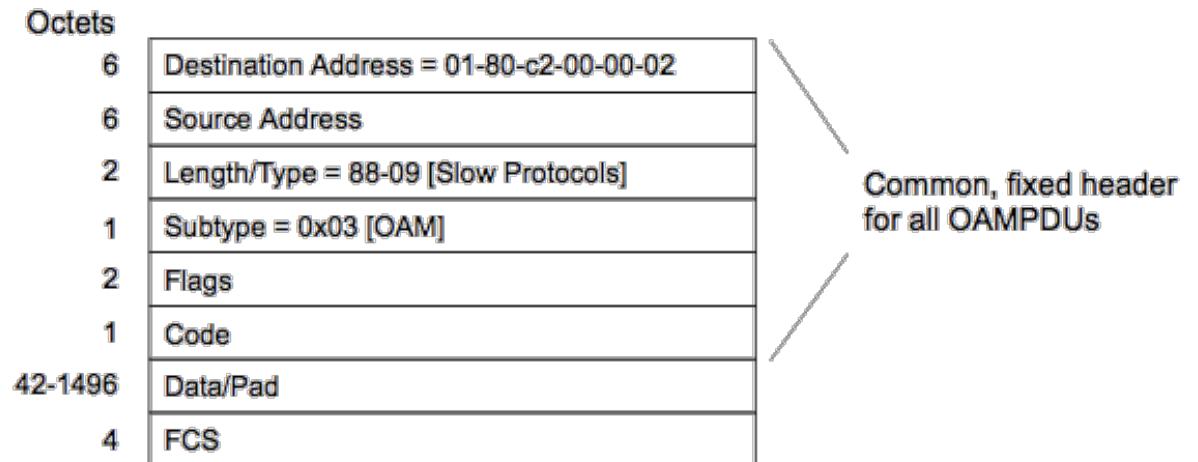 Octets
6 Destination Address = 01-80-c2-00-00-02
6 Source Address
2 Length/Type = 88-09 [Slow Protocols]
1 Subtype = 0x03 [OAM]
2 Flags
1 Code
42-1496 Data/Pad
4 FCS
Common, fixed header
for all OAMPDUs